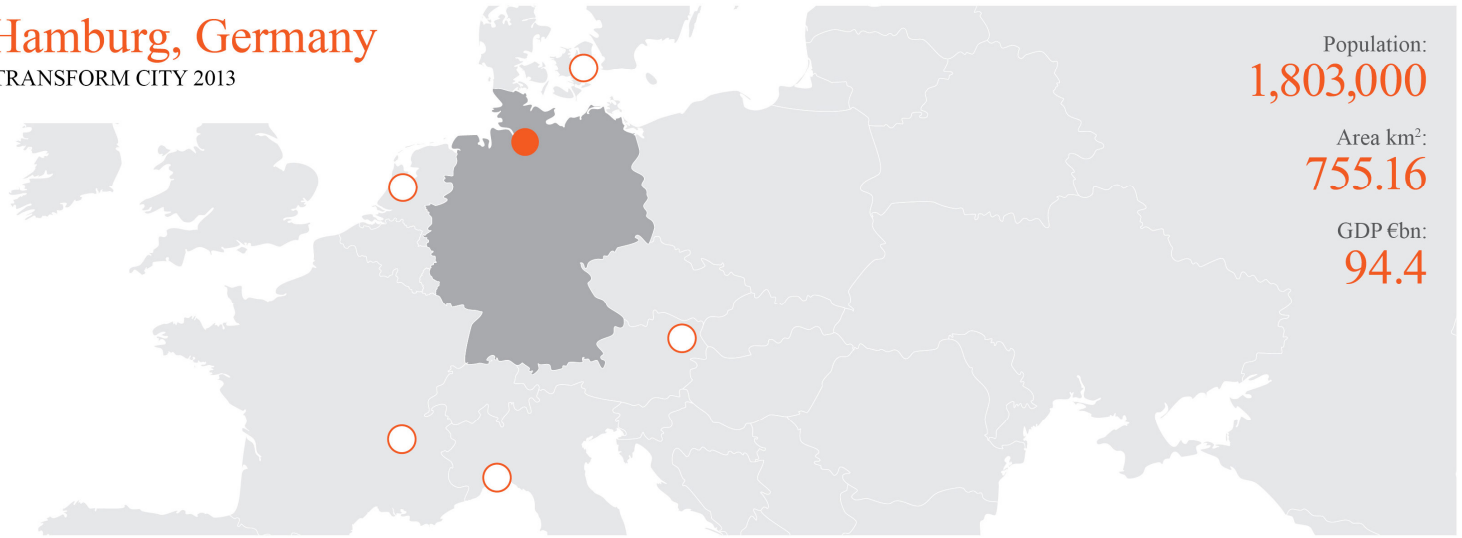 Hamburg, Germany
TRANSFORM CITY 2013
Population:
1,803,000
Area km²:
755.16
GDP €bn:
94.4